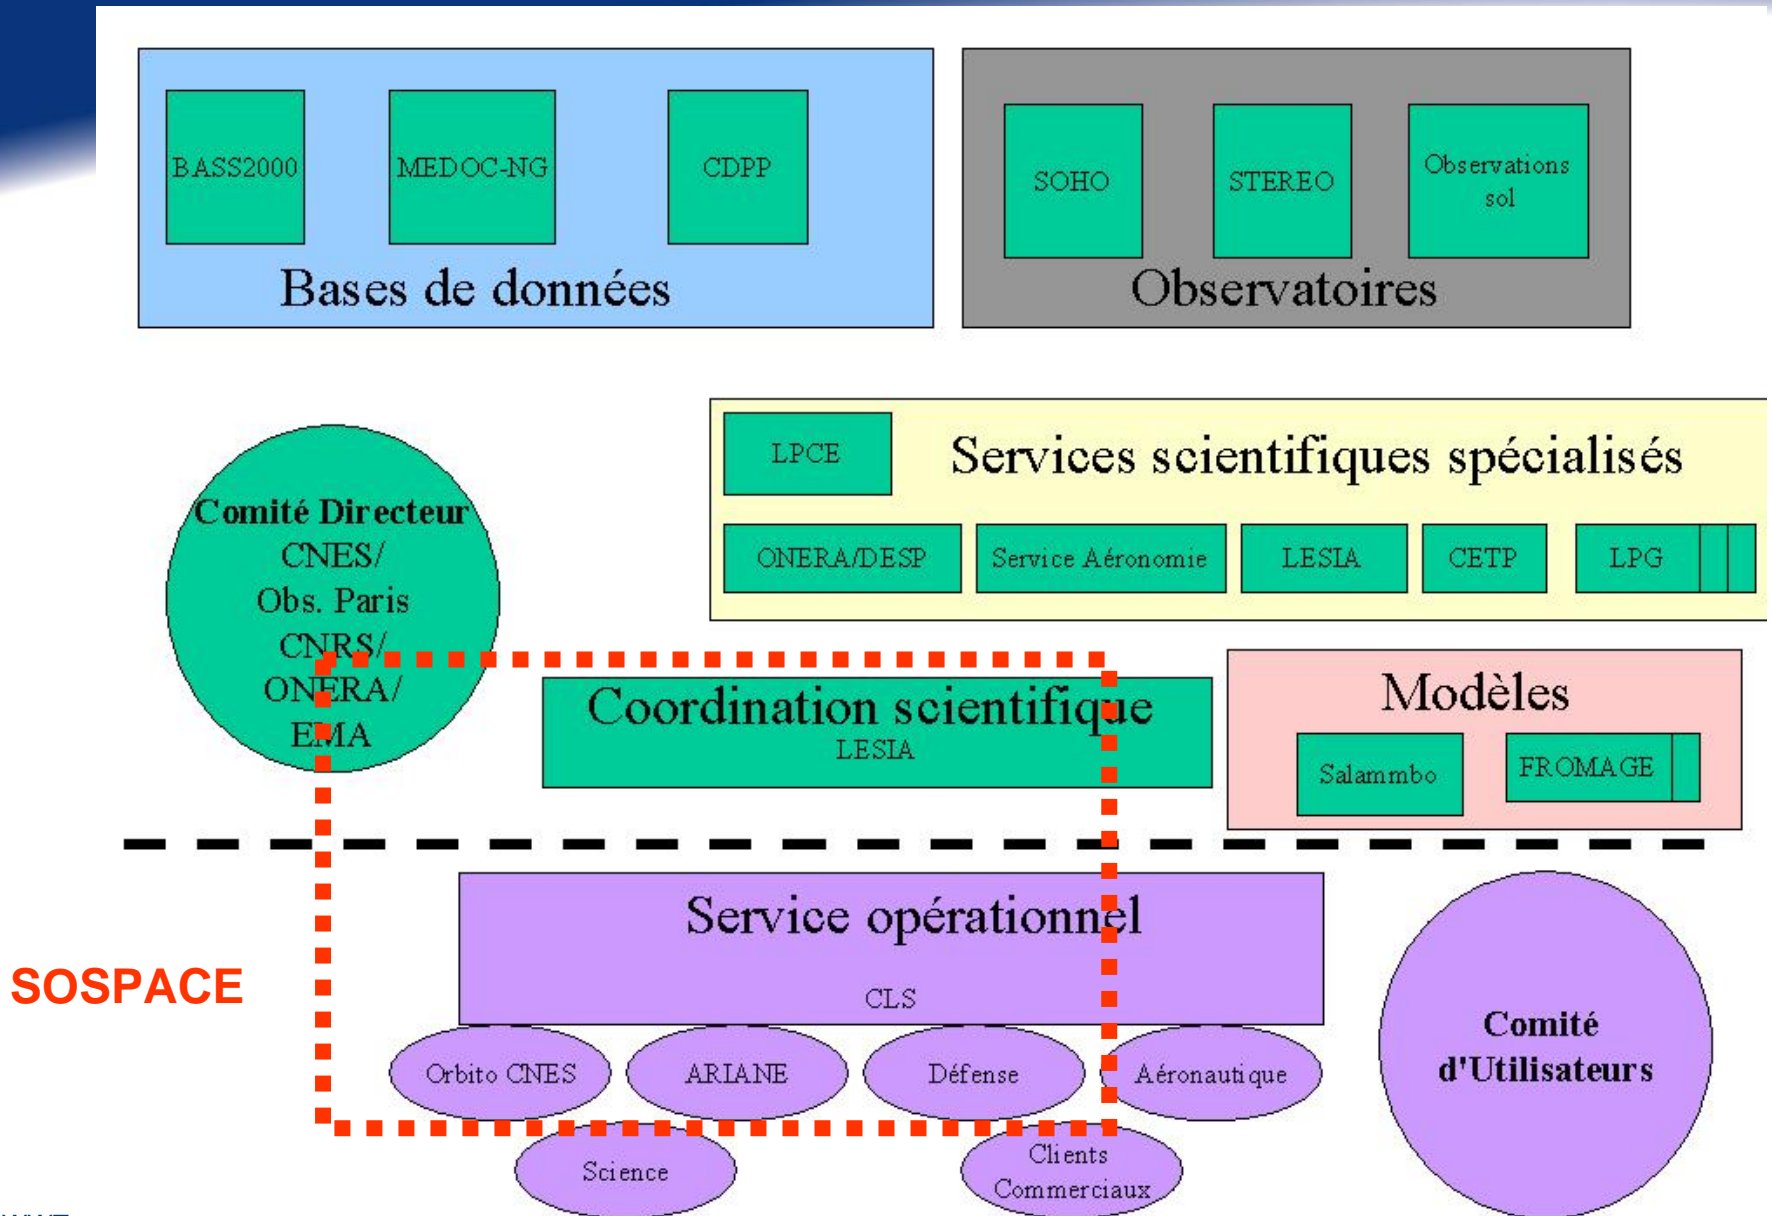 BASS2000
MEDOC-NG
CDPP
Bases de données
SOHO
STEREO
Observations
sol
Observatoires
Comité Directeur
CNES/
Obs. Paris
CNRS/
ONERA/
EMA
LPCE
Services scientifiques spécialisés
ONERA/DESP
Service Aéronomie
LESIA
CETP
LPG
Coordination scientifique
LESIA
Modèles
Salammbo
FROMAGE
Service opérationnel
CLS
SOSPACE
Orbito CNES
ARIANE
Défense
Aéronautique
Science
Clients
Commerciaux
Comité
d'Utilisateurs